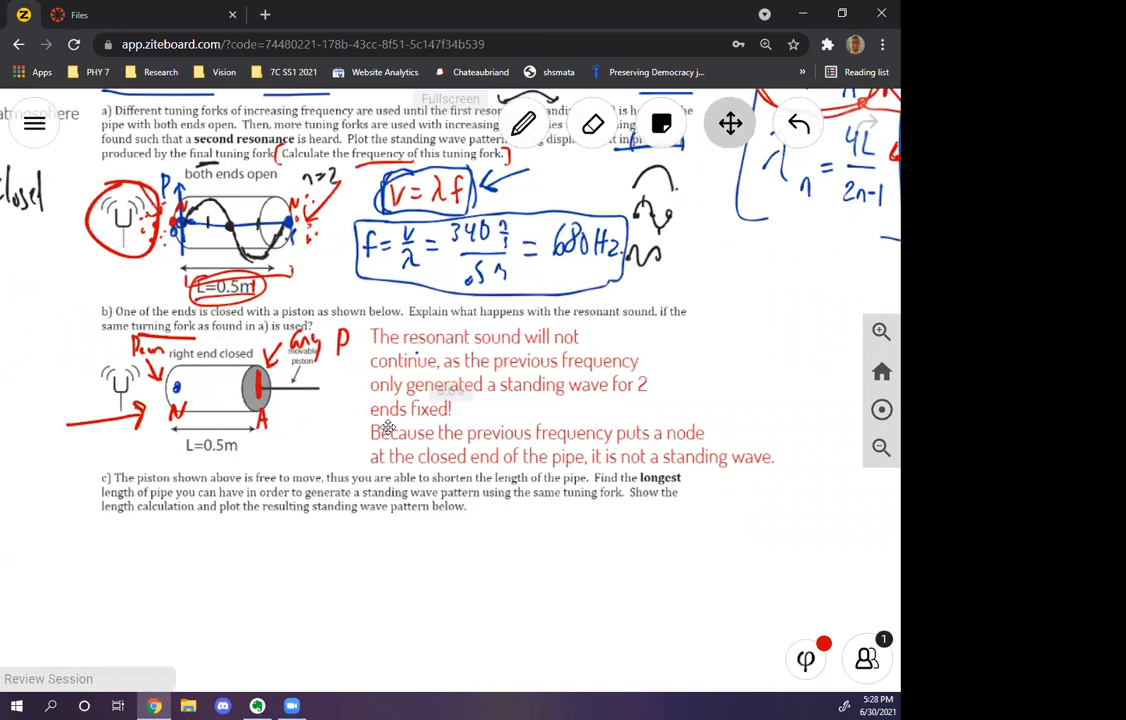 Files
app.ziteboard.com/?code=74480221-178b-43cc-8f51-5c147f34b539
Apps PHY 7 Research Vision 7C SS1 2021 Website Analytics Chateaubriand shsmata Preserving Democracy j... » Reading list
atmosphere
closed
Fullscreen
a) Different tuning forks of increasing frequency are used until the first
pipe with both ends open. Then, more tuning forks are used with increasing
found such that a second resonance is heard. Plot the standing wave
produced by the final tuning fork. [Calculate the frequency of this tuning fork.]
both ends open n=2
P
N N
L=0.5m
v = λf
f = v/λ = 340 m/s / .5 m = 680 Hz.
λn = 4L / 2n-1
b) One of the ends is closed with a piston as shown below. Explain what happens with the resonant sound, if the
same turning fork as found in a) is used?
Patm right end closed any P
movable
piston
N A
L=0.5m
The resonant sound will not
continue, as the previous frequency
only generated a standing wave for 2
ends fixed!
Because the previous frequency puts a node
at the closed end of the pipe, it is not a standing wave.
c) The piston shown above is free to move, thus you are able to shorten the length of the pipe. Find the longest
length of pipe you can have in order to generate a standing wave pattern using the same tuning fork. Show the
length calculation and plot the resulting standing wave pattern below.
1
φ
Review Session
5:28 PM
6/30/2021